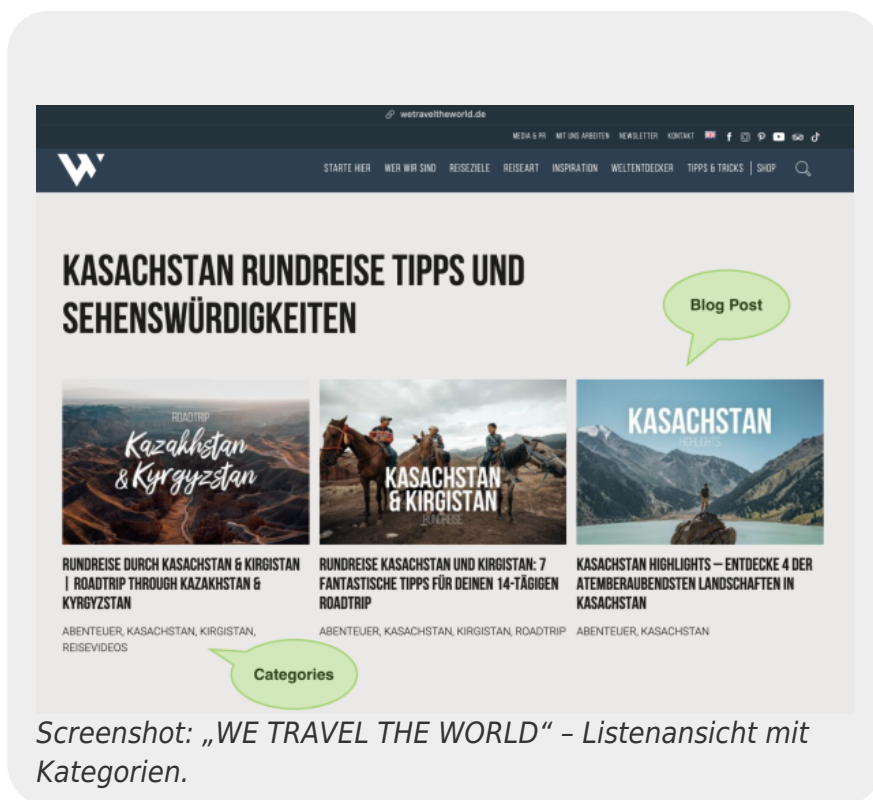 wetraveltheworld.de
MEDIA & PR MIT UNS ARBEITEN NEWSLETTER KONTAKT
STARTE HIER WER WIR SIND REISEZIELE REISEART INSPIRATION WELTENTDECKER TIPPS & TRICKS | SHOP
KASACHSTAN RUNDREISE TIPPS UND
SEHENSWÜRDIGKEITEN
Blog Post
ROADTRIP
Kazakhstan
& Kyrgyzstan
KASACHSTAN
& KIRGISTAN
RUNDREISE
KASACHSTAN
HIGHLIGHTS
RUNDREISE DURCH KASACHSTAN & KIRGISTAN
| ROADTRIP THROUGH KAZAKHSTAN &
KYRGYZSTAN
ABENTEUER, KASACHSTAN, KIRGISTAN,
REISEVIDEOS
RUNDREISE KASACHSTAN UND KIRGISTAN: 7
FANTASTISCHE TIPPS FÜR DEINEN 14-TÄGIGEN
ROADTRIP
ABENTEUER, KASACHSTAN, KIRGISTAN, ROADTRIP
KASACHSTAN HIGHLIGHTS – ENTDECKE 4 DER
ATEMBERAUBENDSTEN LANDSCHAFTEN IN
KASACHSTAN
ABENTEUER, KASACHSTAN
Categories
Screenshot: „WE TRAVEL THE WORLD“ – Listenansicht mit
Kategorien.